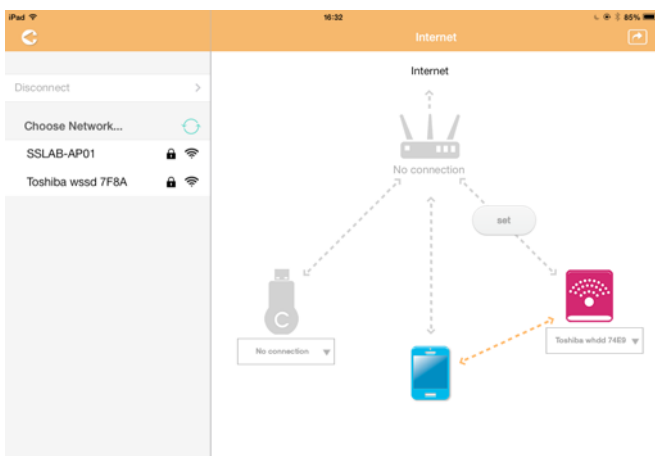 iPad 16:32 85%
Internet
Disconnect
Choose Network...
SSLAB-AP01
Toshiba wssd 7F8A
Internet
No connection
set
C
No connection
Toshiba whdd 74E9